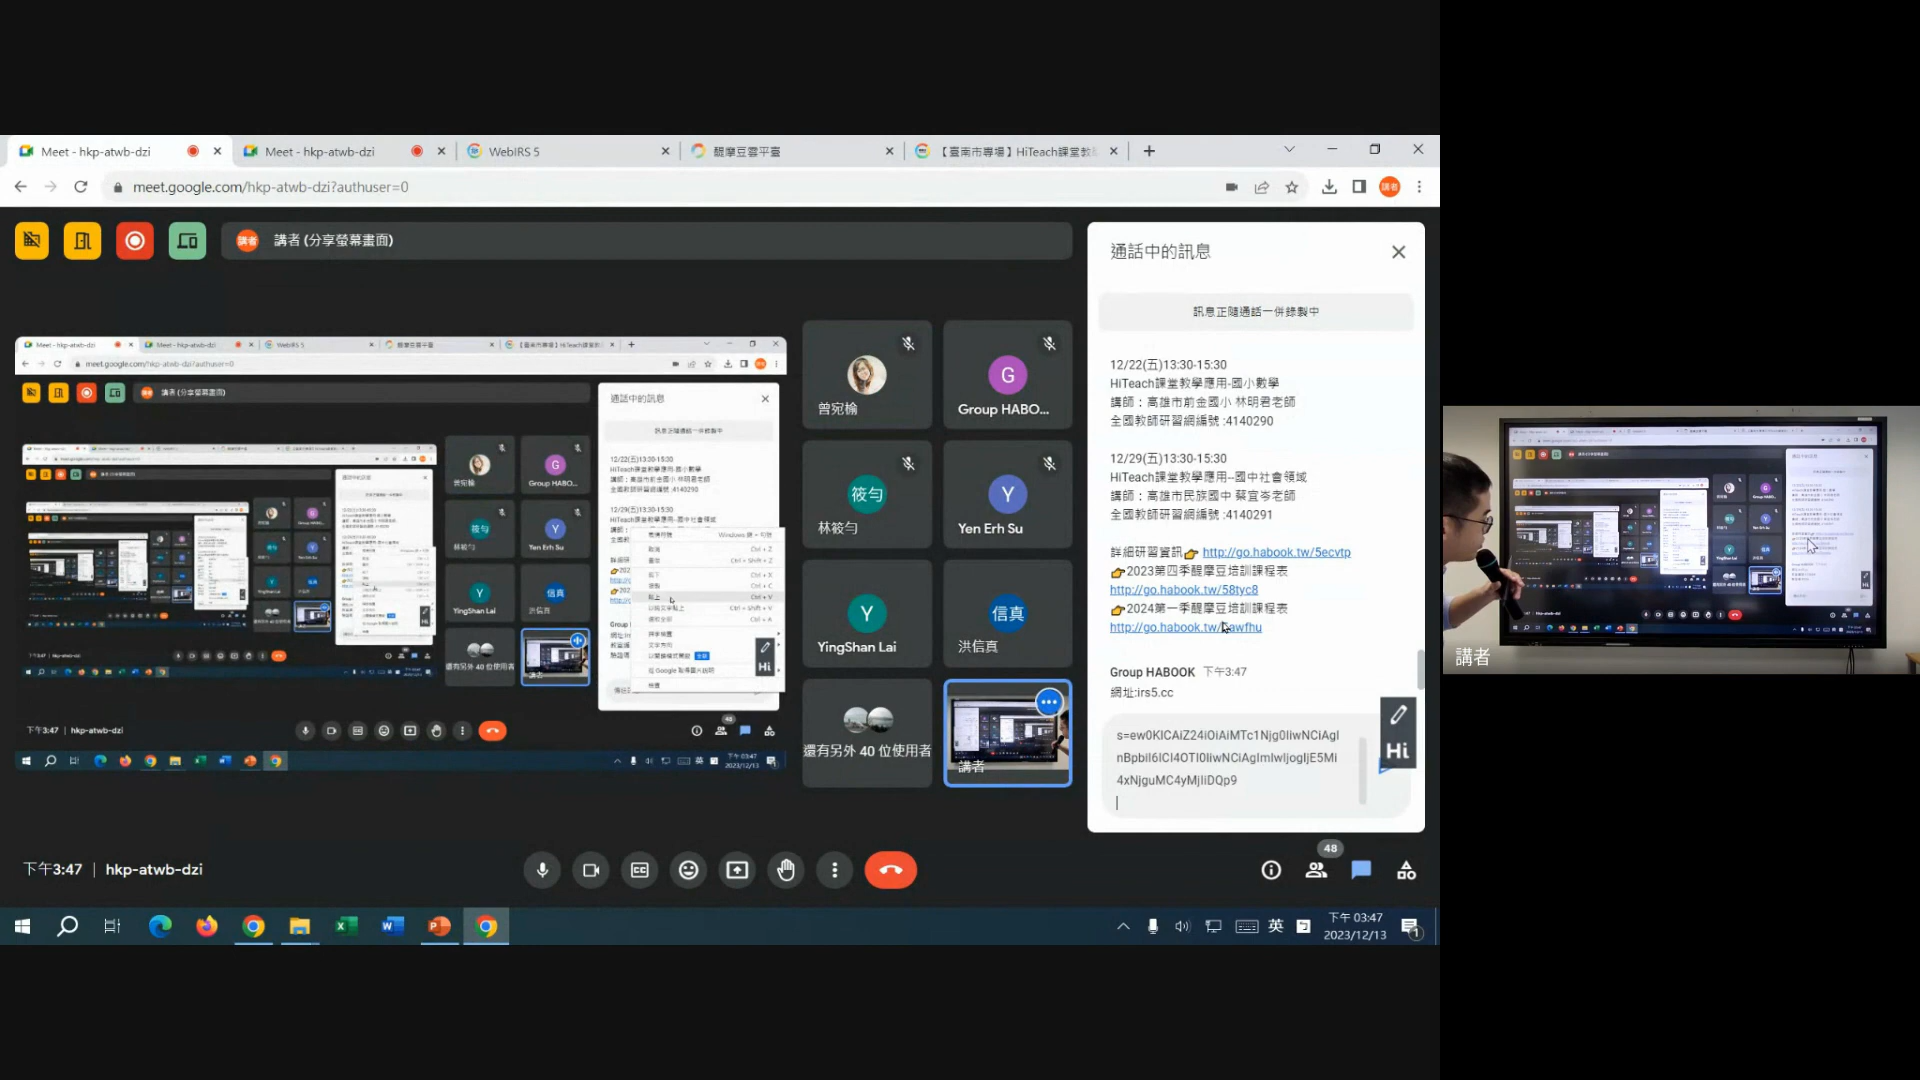 Meet - hkp-atwb-dzi
Meet - hkp-atwb-dzi
WebIRS 5
醍摩豆雲平臺
【臺南市專場】HiTeach課堂教
meet.google.com/hkp-atwb-dzi?authuser=0
講者
講者 (分享螢幕畫面)
通話中的訊息
訊息正隨通話一併錄製中
12/22(五)13:30-15:30
HiTeach課堂教學應用-國小數學
講師：高雄市前金國小 林明君老師
全國教師研習網編號 :4140290
12/29(五)13:30-15:30
HiTeach課堂教學應用--國中社會領域
講師：高雄市民族國中 蔡宜岑老師
全國教師研習網編號 :4140291
詳細研習資訊👉 http://go.habook.tw/5ecvtp
👉2023第四季醍摩豆培訓課程表
http://go.habook.tw/58tyc8
👉2024第一季醍摩豆培訓課程表
Group HABOOK 下午3:47
網址:irs5.cc
Hi
曾宛榆
G
Group HABO...
筱勻
林筱勻
Y
Yen Erh Su
Y
YingShan Lai
信真
洪信真
還有另外 40 位使用者
講者
下午3:47 | hkp-atwb-dzi
48
英
下午 03:47
2023/12/13
1
講者